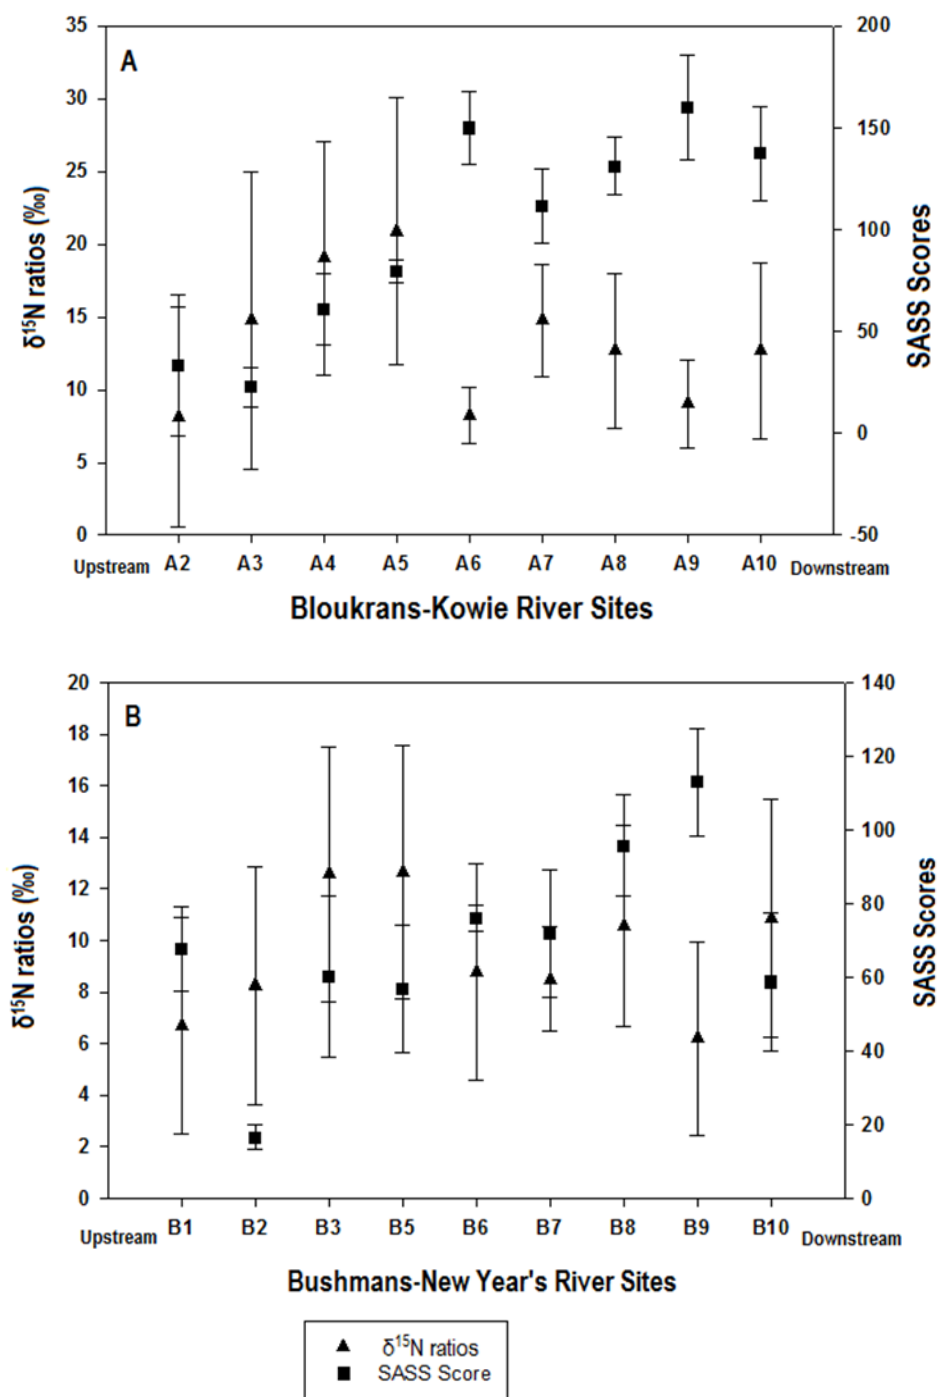 A
35
30
25
20
15
10
5
0
δ15N ratios (‰)
200
150
100
50
0
-50
SASS Scores
Upstream A2 A3 A4 A5 A6 A7 A8 A9 A10 Downstream
Bloukrans-Kowie River Sites
B
20
18
16
14
12
10
8
6
4
2
0
δ15N ratios (‰)
140
120
100
80
60
40
20
0
SASS Scores
Upstream B1 B2 B3 B5 B6 B7 B8 B9 B10 Downstream
Bushmans-New Year's River Sites
δ15N ratios
SASS Score